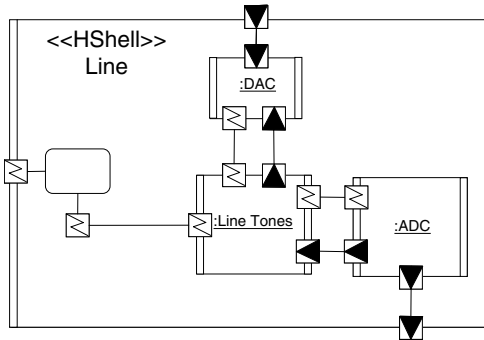 <<HShell>>
Line
:DAC
:Line Tones
:ADC